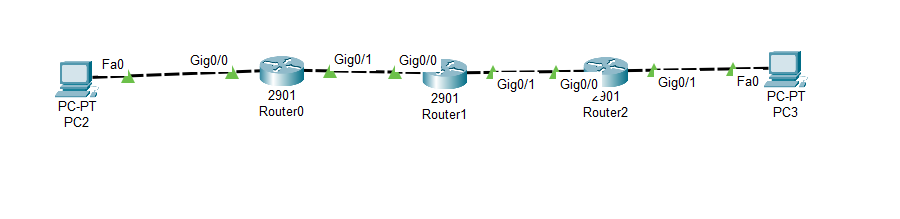 Fa0
Gig0/0
Gig0/1
Gig0/0
Gig0/1
Gig0/0
Gig0/1
Fa0
PC-PT
PC2
2901
Router0
2901
Router1
2901
Router2
PC-PT
PC3